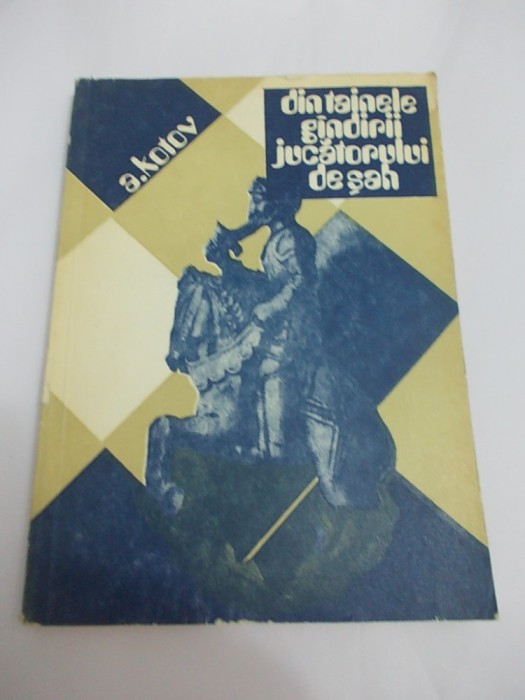 a.kotov
din tainele
gîndirii
jucătorului
de şah